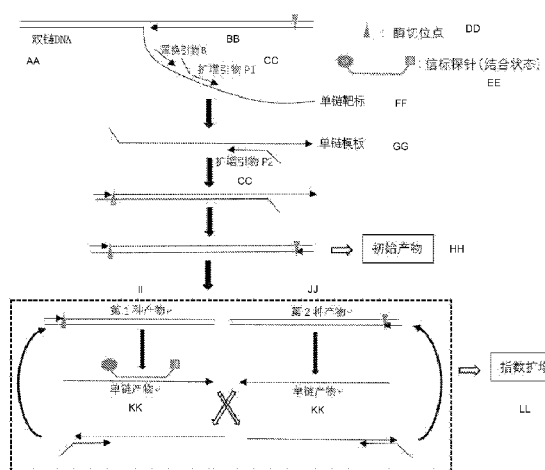 双链DNA
AA
BB
CC
置换引物B
扩增引物P1
：酶切位点
DD
：信标探针（结合状态）
EE
单链靶标
FF
单链模板
GG
扩增引物P2
CC
初始产物
HH
II
JJ
第1种产物
第2种产物
单链产物
KK
单链产物
KK
指数扩增
LL